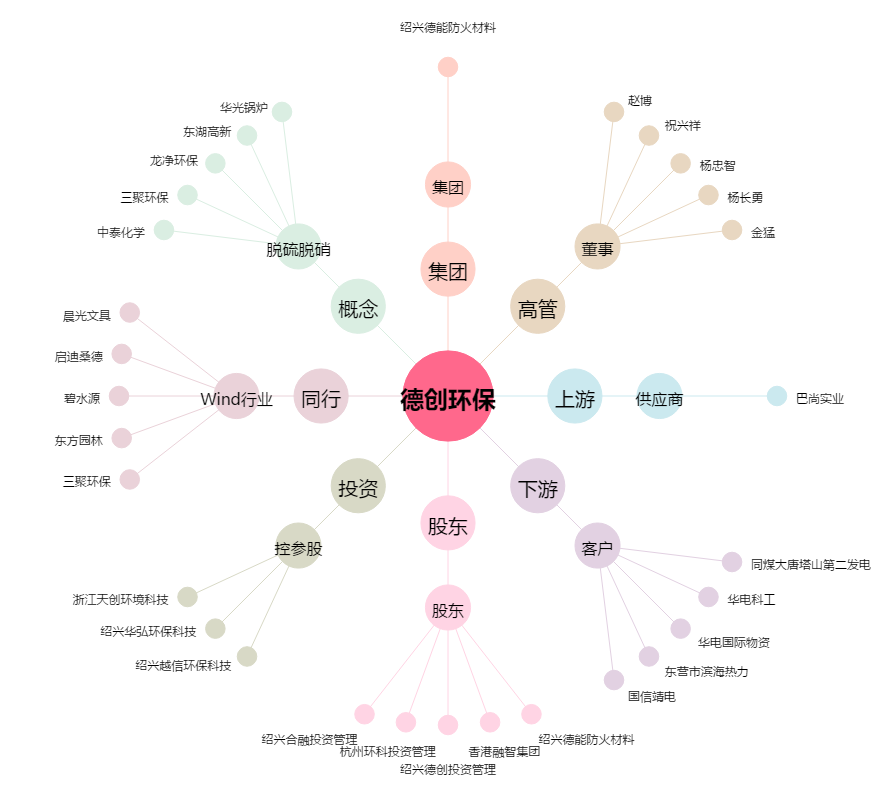 绍兴德能防火材料
华光锅炉
赵博
东湖高新
祝兴祥
龙净环保
杨忠智
三聚环保
集团
杨长勇
中泰化学
金猛
脱硫脱硝
董事
集团
概念
高管
晨光文具
启迪桑德
碧水源
Wind行业
同行
德创环保
上游
供应商
巴尚实业
东方园林
三聚环保
投资
下游
股东
控参股
客户
同煤大唐塔山第二发电
浙江天创环境科技
华电科工
股东
绍兴华弘环保科技
华电国际物资
绍兴越信环保科技
东营市滨海热力
国信靖电
绍兴合融投资管理
绍兴德能防火材料
杭州环科投资管理
香港融智集团
绍兴德创投资管理